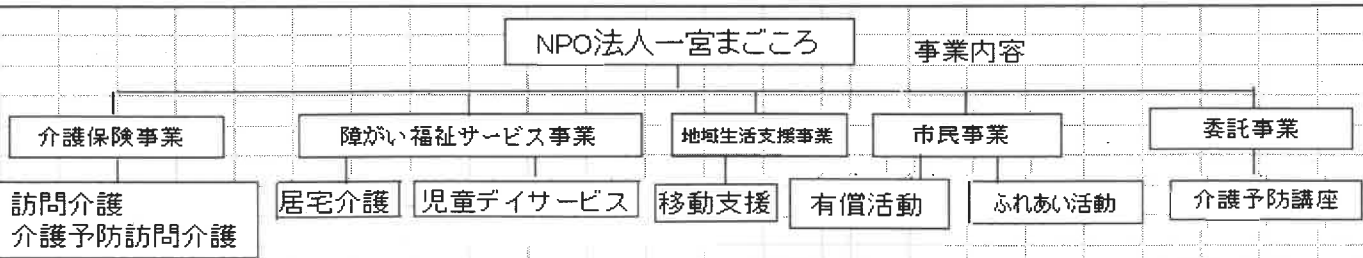 NPO法人一宮まごころ
事業内容
介護保険事業
障がい福祉サービス事業
地域生活支援事業
市民事業
委託事業
訪問介護
介護予防訪問介護
居宅介護
児童デイサービス
移動支援
有償活動
ふれあい活動
介護予防講座